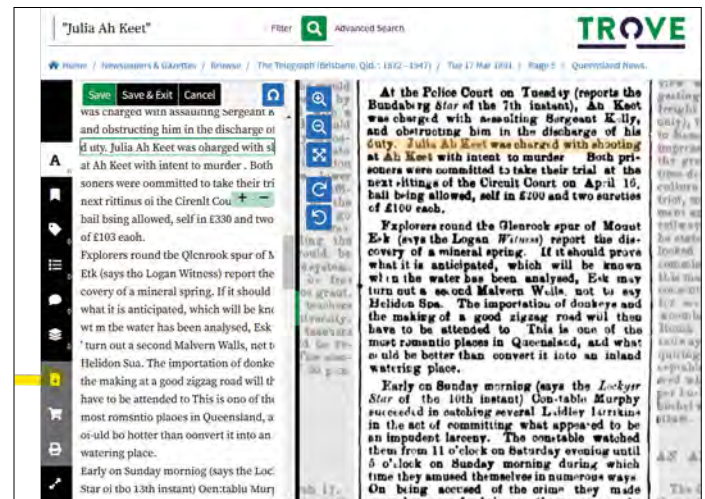 "Julia Ah Keet"
Filter
Advanced Search
TROVE
Home / Newspapers & Gazettes / Browse / The Telegraph (Brisbane, Qld. : 1872 - 1947) / Tue 17 Mar 1891 / Page 5 / Queensland News.
Save
Save & Exit
Cancel
was charged with assaulting Sergeant K
and obstructing him in the discharge of
d uty. Julia Ah Keet was oharged with sl
at Ah Keet with intent to murder . Both
soners were oommitted to take their tri
next rittinus oi the Cirenlt Cou
+ -
bail bsing allowed, self in £330 and two
of £103 eaoh.
Fxplorers round the Qlcnrook spur of M
Etk (says tho Logan Witness) report the
covery of a mineral spring. If it should
what it is anticipated, which will be kno
wt m the water has been analysed, Esk
' turn out a second Malvern Walls, net t
Helidon Sua. The importation of donke
the making at a good zigzag road will th
have to be attended to This is ono of the
most romsntio plaoes in Queensland, a
oi-uld bo hotter than oonvert it into an
watering place.
Early on Sunday morniog (says the Loc
Star oi tbo 13th instant) Oen:tablu Murj
A
At the Police Court on Tuesday (reports the
Bundaberg Star of the 7th instant), Ah Keet
was charged with assaulting Sergeant Kelly,
and obstructing him in the discharge of his
duty. Julia Ah Keet was charged with shooting
at Ah Keet with intent to murder Both pri-
soners were committed to take their trial at the
next sittings of the Circuit Court on April 16,
bail being allowed, self in £200 and two sureties
of £100 each.
Explorers round the Glenrook spur of Mount
Esk (says the Logan Witness) report the dis-
covery of a mineral spring. If it should prove
what it is anticipated, which will be known
when the water has been analysed, Esk may
turn out a second Malvern Wells, not to say
Helidon Spa. The importation of donkeys and
the making of a good zigzag road will then
have to be attended to This is one of the
most romantic places in Queensland, and what
could be better than convert it into an inland
watering place.
Early on Sunday morning (says the Lockyer
Star of the 10th instant) Constable Murphy
succeeded in catching several Laidley larrikins
in the act of committing what appeared to be
an impudent larceny. The constable watched
them from 11 o'clock on Saturday evening until
5 o'clock on Sunday morning during which
time they amused themselves in numerous ways
On being accused of the crime they made